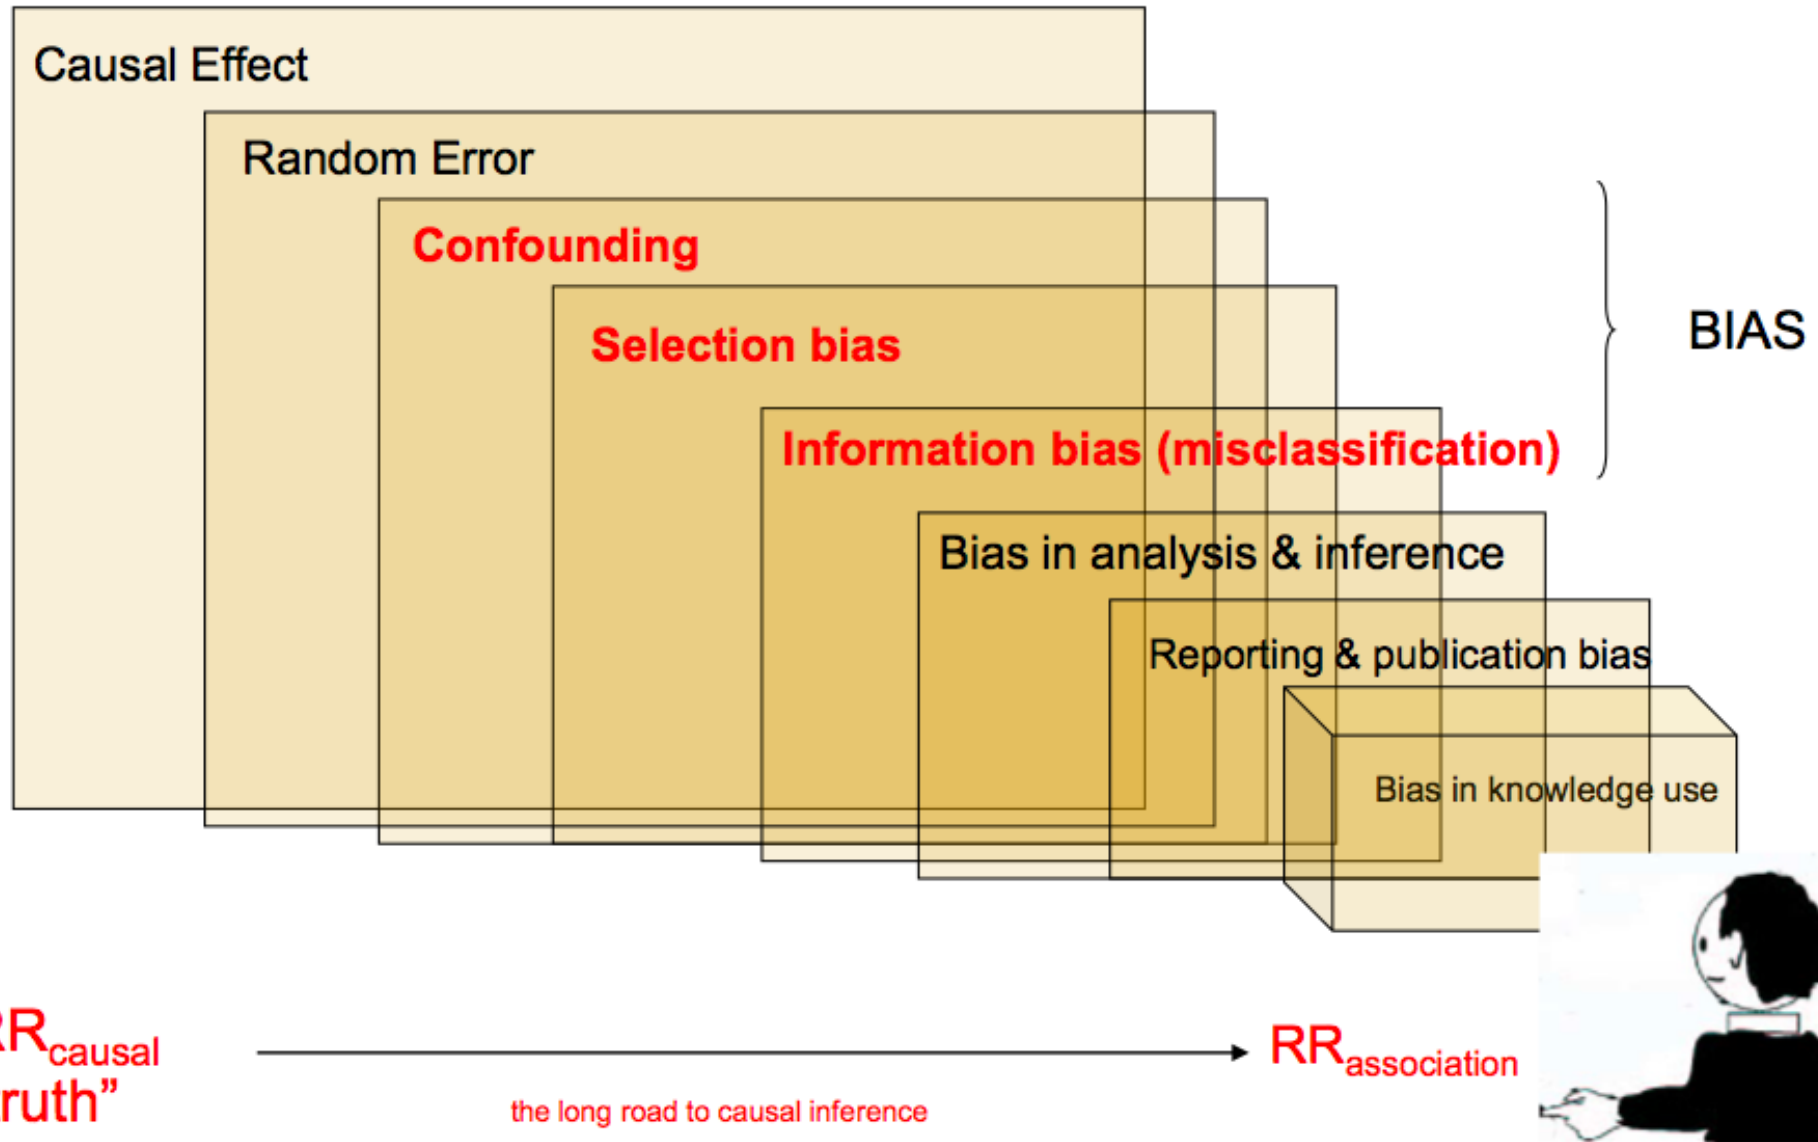 Causal Effect
Random Error
Confounding
Selection bias
BIAS
Information bias (misclassification)
Bias in analysis & inference
Reporting & publication bias
Bias in knowledge use
RRcausal
ruth”
RRassociation
the long road to causal inference